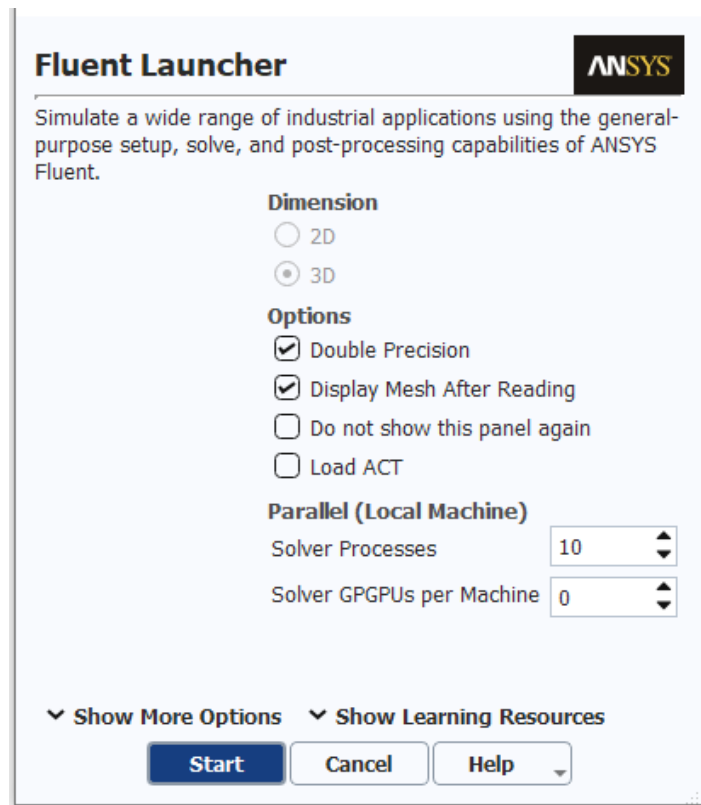 Fluent Launcher
ANSYS
Simulate a wide range of industrial applications using the general-
purpose setup, solve, and post-processing capabilities of ANSYS
Fluent.
Dimension
2D
3D
Options
Double Precision
Display Mesh After Reading
Do not show this panel again
Load ACT
Parallel (Local Machine)
Solver Processes 10
Solver GPGPUs per Machine 0
Show More Options Show Learning Resources
Start Cancel Help